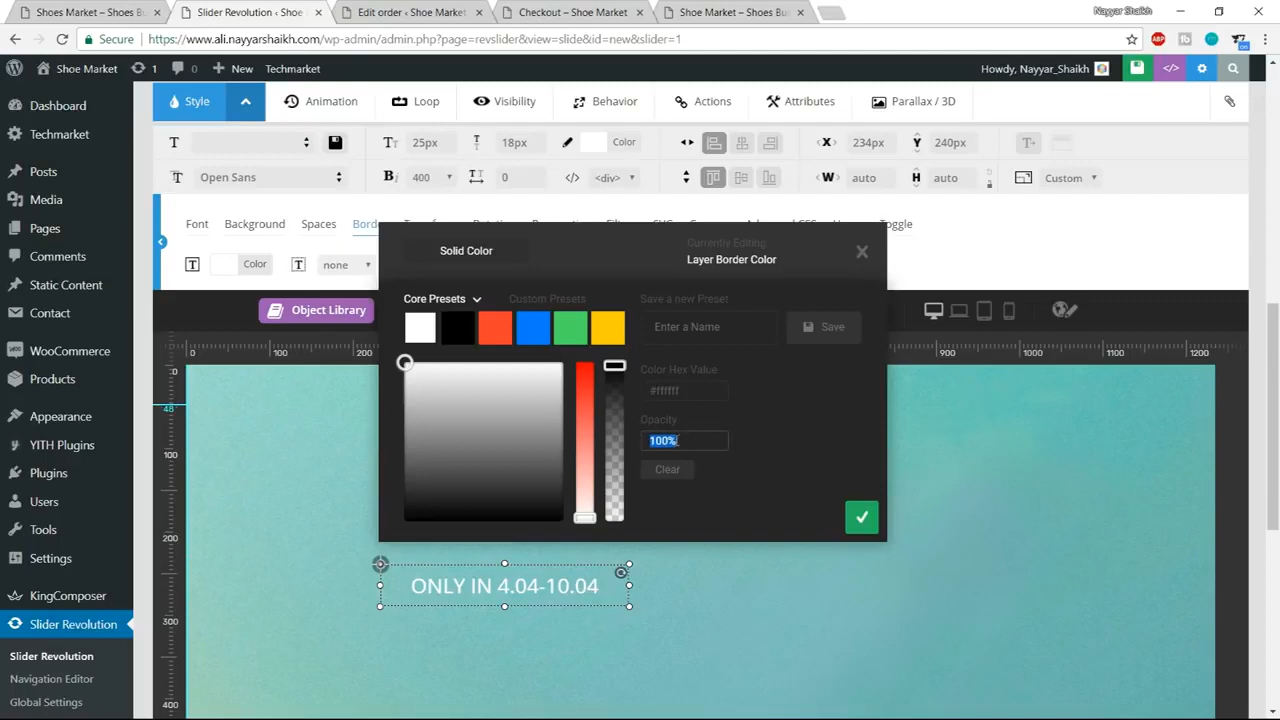 Shoes Market – Shoes Bu
Slider Revolution ‹ Shoe
Edit order ‹ Shoe Market
Checkout – Shoe Market
Shoe Market – Shoes Bui
Nayyar Shaikh
Secure
https://www.ali.nayyarshaikh.com/wp-admin/admin.php?page=revslider&view=slide&id=new&slider=1
ABP
on
Shoe Market
1
0
New
Techmarket
Howdy, Nayyar_Shaikh
Dashboard
Techmarket
Posts
Media
Pages
Comments
Static Content
Contact
WooCommerce
Products
Appearance
YITH Plugins
Plugins
Users
Tools
Settings
KingComposer
Slider Revolution
Slider Revolution
Navigation Editor
Global Settings
Style
Animation
Loop
Visibility
Behavior
Actions
Attributes
Parallax / 3D
25px
18px
Color
X
234px
Y
240px
Open Sans
400
0
<div>
W
auto
H
auto
Custom
Font
Background
Spaces
Bord
Toggle
Color
none
Solid Color
Currently Editing
Layer Border Color
Core Presets
Custom Presets
Save a new Preset
Enter a Name
Save
Color Hex Value
#ffffff
Opacity
100%
Clear
Object Library
0
100
200
900
1000
1100
1200
48
100
200
300
400
ONLY IN 4.04-10.04